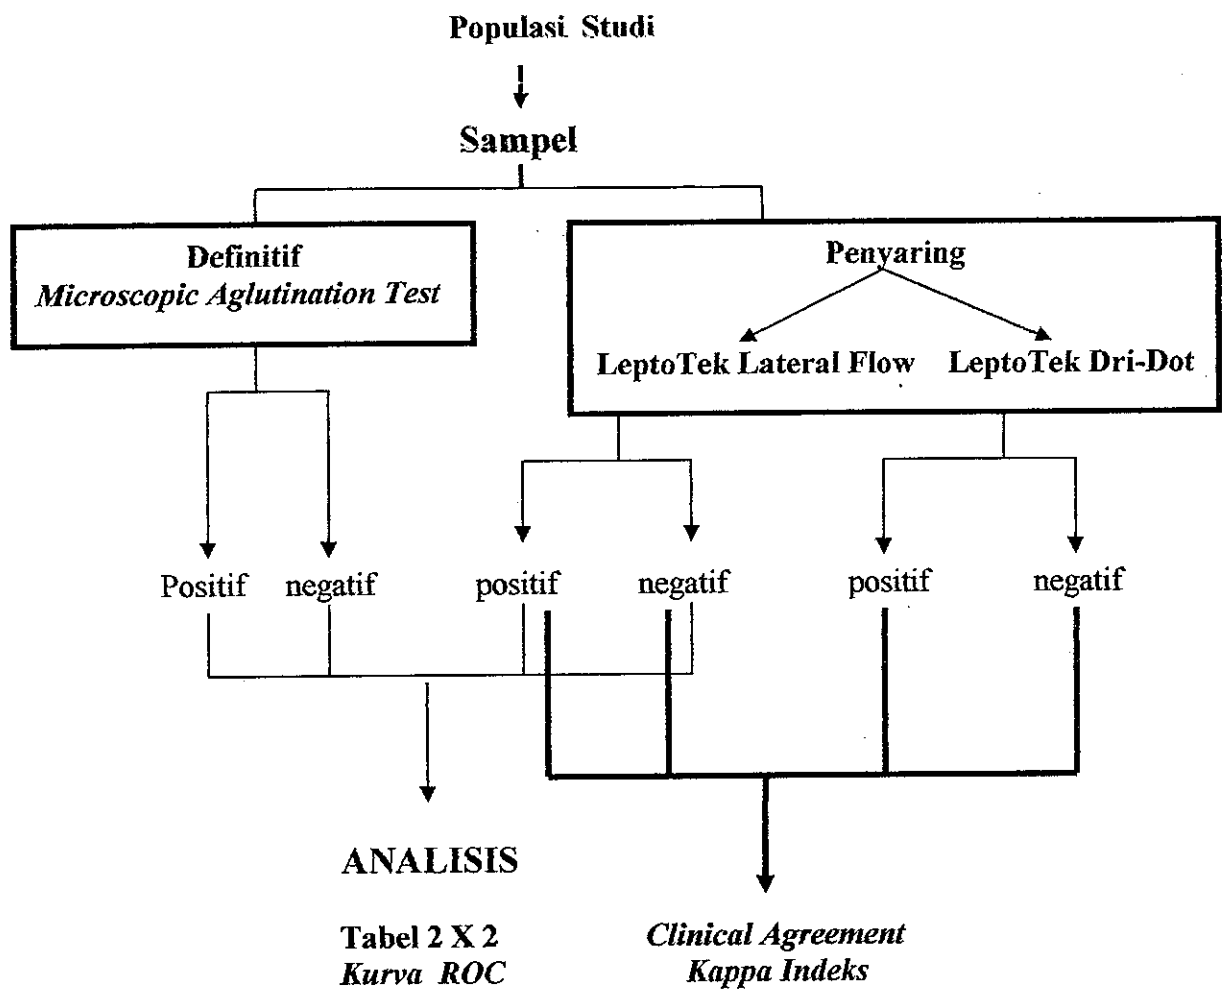 Populasi Studi
Sampel
Definitif
Microscopic Aglutination Test
Penyaring
LeptoTek Lateral Flow LeptoTek Dri-Dot
Positif negatif positif negatif positif negatif
ANALISIS
Tabel 2 X 2
Kurva ROC
Clinical Agreement
Kappa Indeks